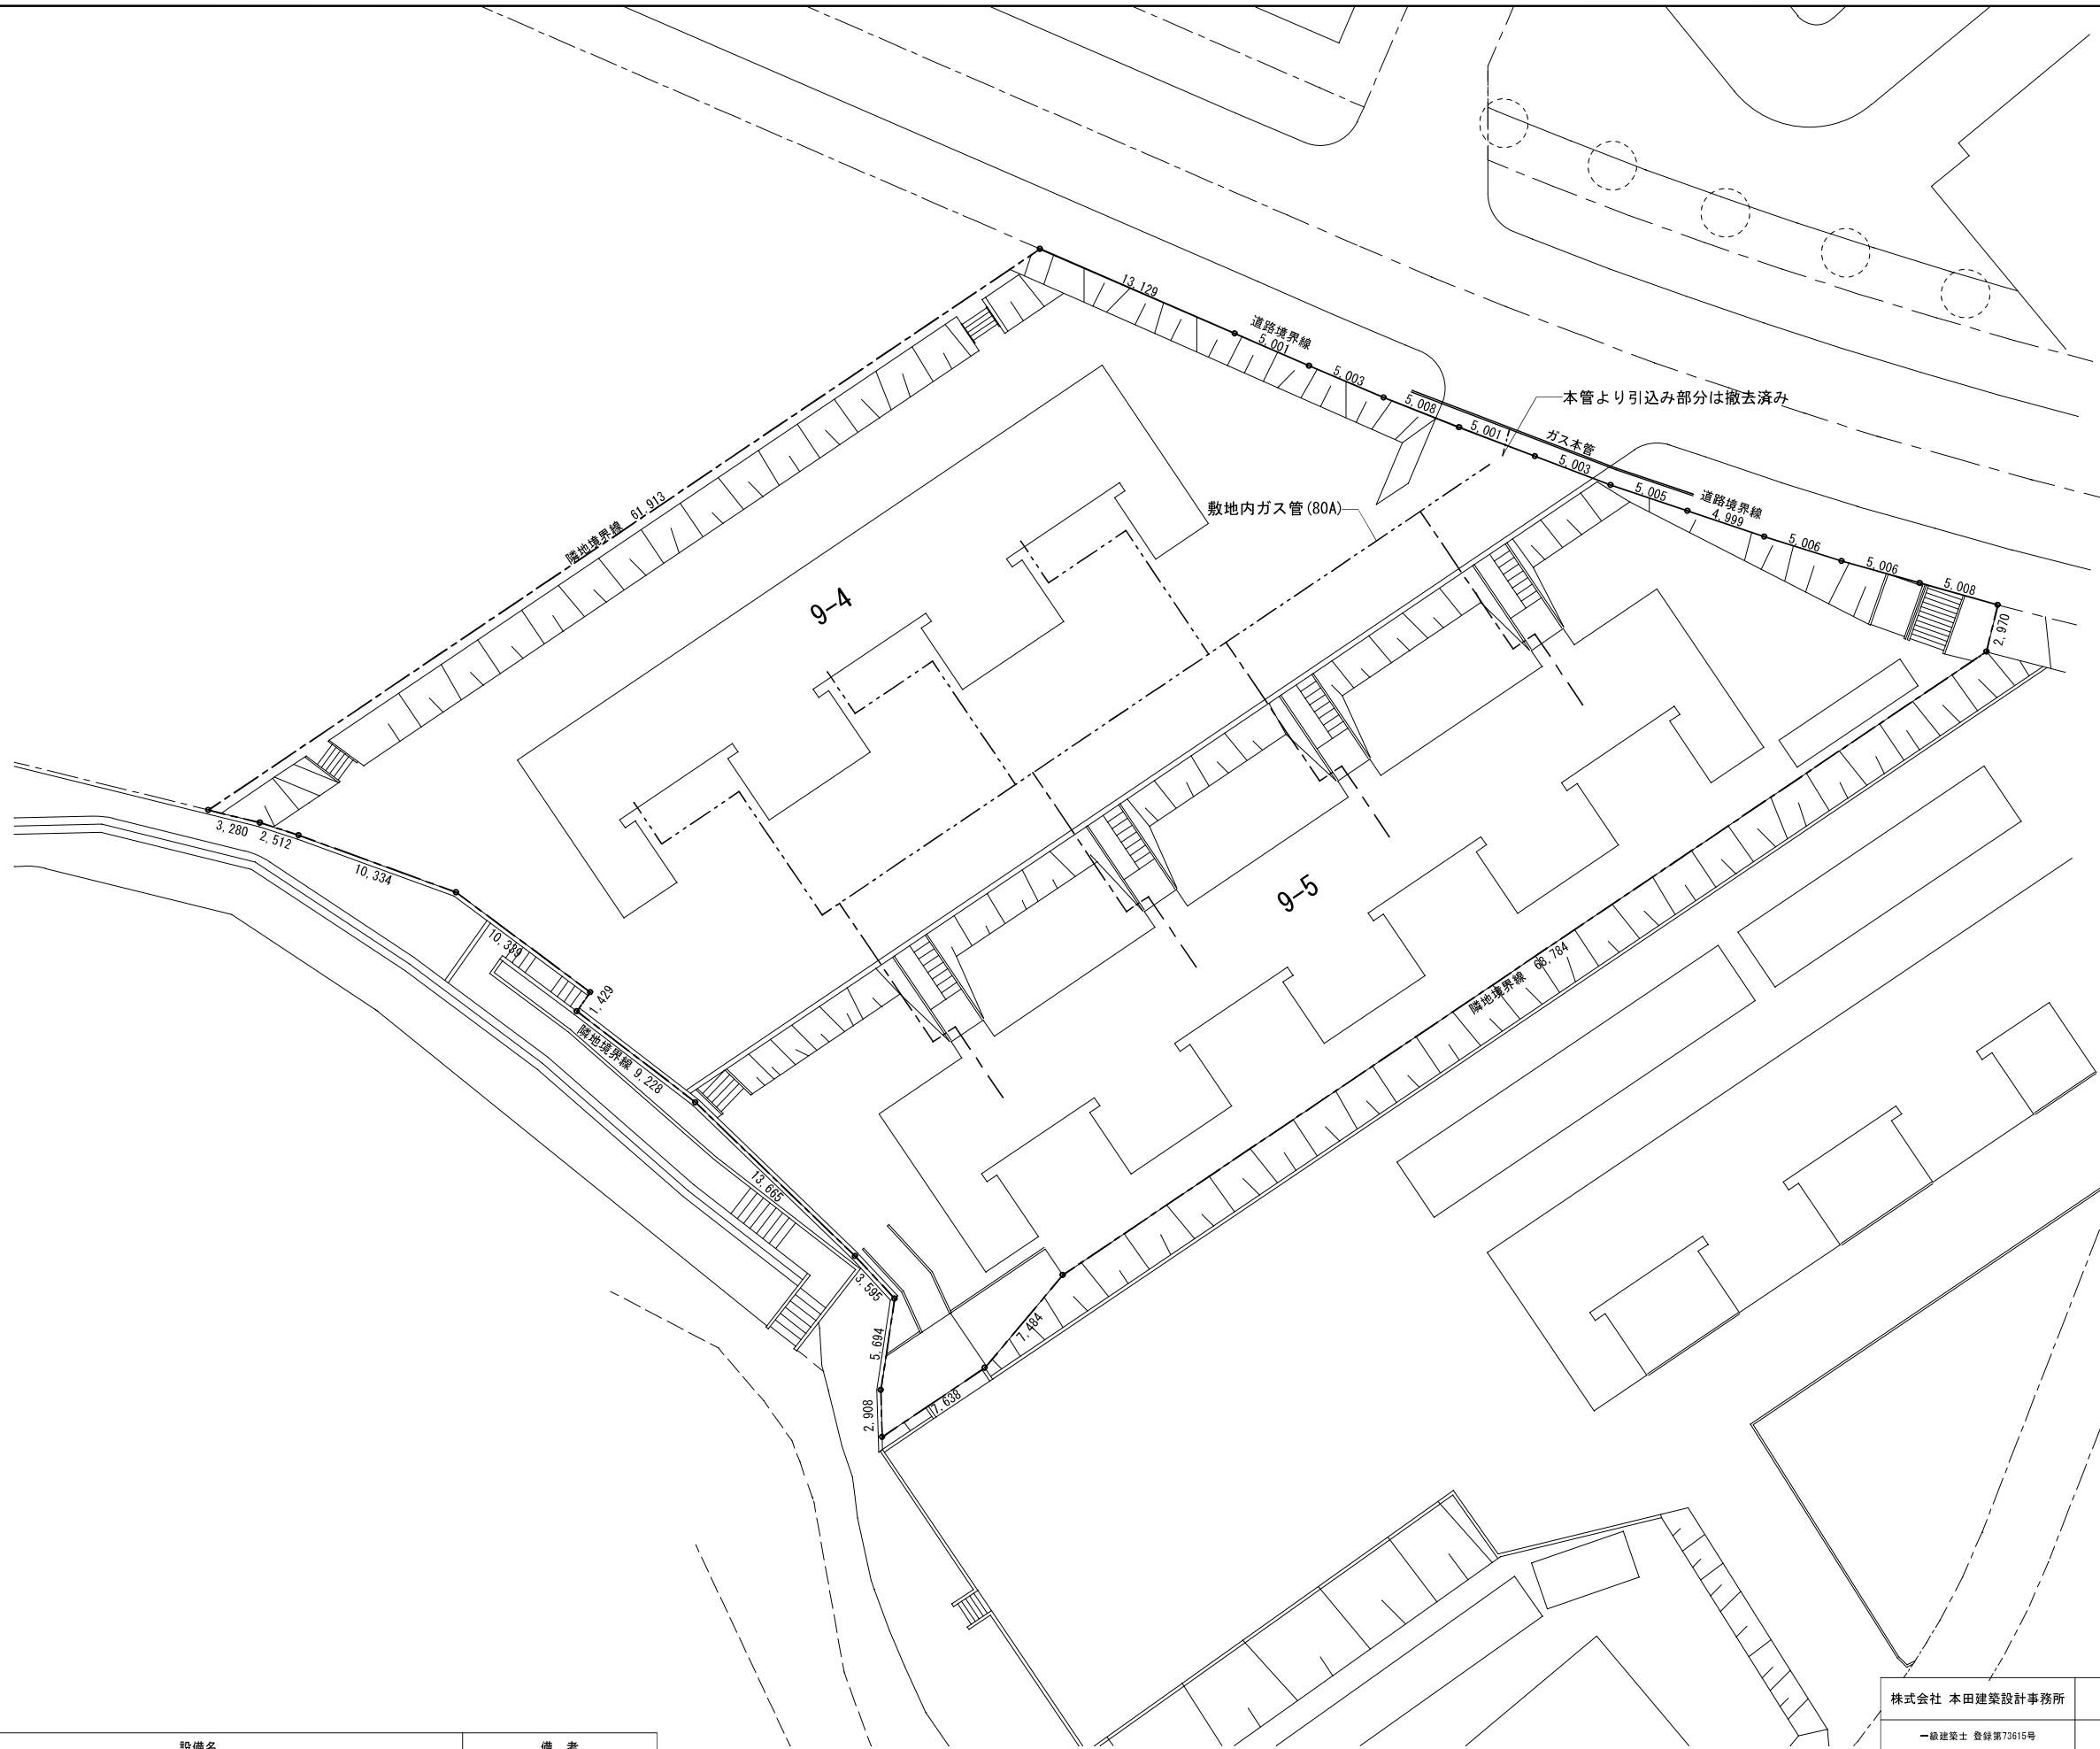 13,129
道路境界線
5,001
5,003
5,008
本管より引込み部分は撤去済み
5,001
ガス本管
5,003
5,005
道路境界線
4,999
5,006
5,006
5,008
2,970
敷地内ガス管(80A)
隣地境界線 61,913
9-4
3,280
2,512
10,334
10,389
1,429
隣地境界線 9,228
9-5
隣地境界線 68,784
13,665
3,595
5,694
7,484
2,908
7,638
株式会社 本田建築設計事務所
一級建築士 登録第73615号
設備名
備 考